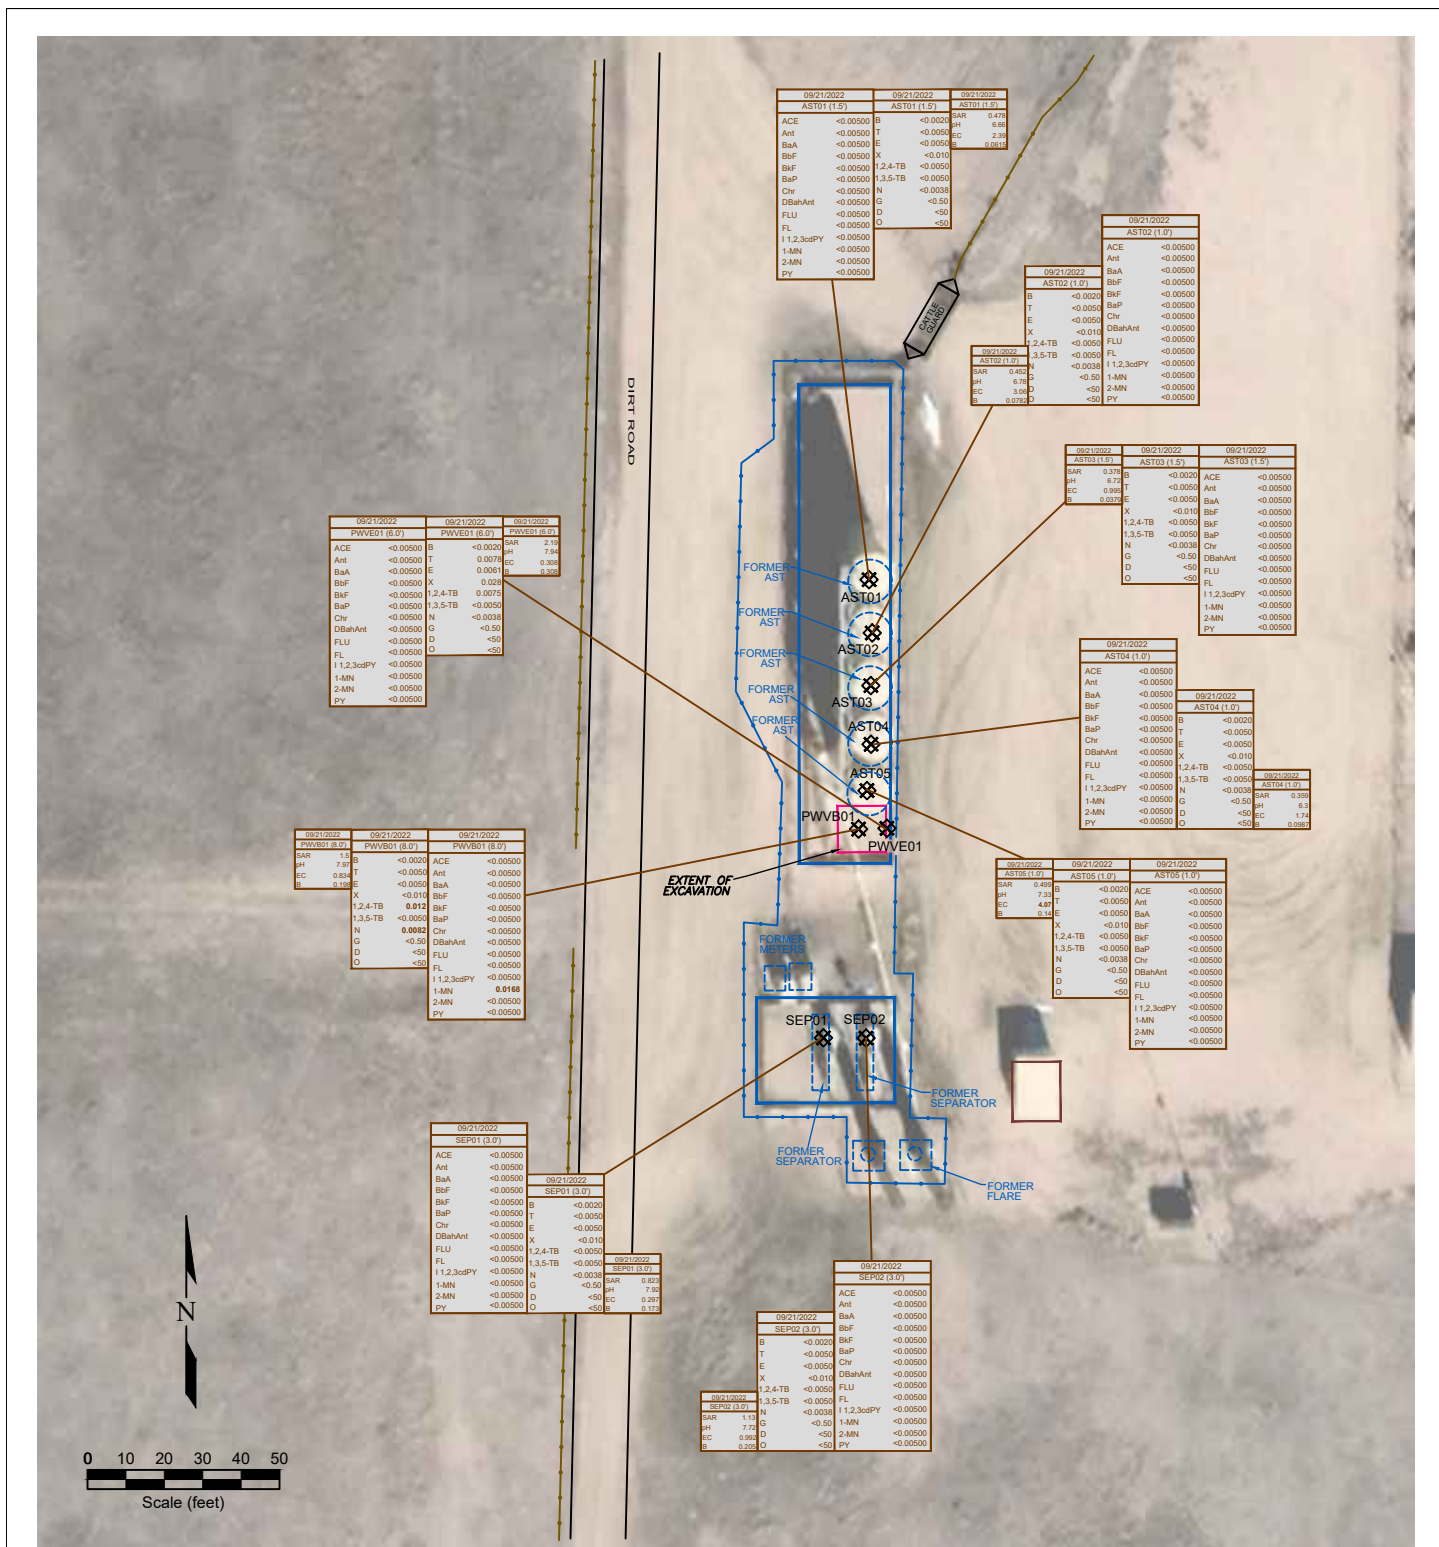 09/21/2022
AST01 (1.5')
ACE <0.00500
Ant <0.00500
BaA <0.00500
BbF <0.00500
BkF <0.00500
BaP <0.00500
Chr <0.00500
DBahAnt <0.00500
FLU <0.00500
FL <0.00500
I 1,2,3cdPY <0.00500
1-MN <0.00500
2-MN <0.00500
PY <0.00500
09/21/2022
AST01 (1.5')
B <0.0020
T <0.0050
E <0.0050
X <0.010
1,2,4-TB <0.0050
1,3,5-TB <0.0050
N <0.0038
G <0.50
D <50
O <50
09/21/2022
AST01 (1.5')
SAR 0.478
pH 6.66
EC 2.39
B 0.0615
09/21/2022
AST02 (1.0')
ACE <0.00500
Ant <0.00500
BaA <0.00500
BbF <0.00500
BkF <0.00500
BaP <0.00500
Chr <0.00500
DBahAnt <0.00500
FLU <0.00500
FL <0.00500
I 1,2,3cdPY <0.00500
1-MN <0.00500
2-MN <0.00500
PY <0.00500
09/21/2022
AST02 (1.0')
B <0.0020
T <0.0050
E <0.0050
X <0.010
1,2,4-TB <0.0050
1,3,5-TB <0.0050
N <0.0038
G <0.50
D <50
O <50
09/21/2022
AST02 (1.0')
SAR 0.452
pH 6.78
EC 3.06
B 0.0782
CATTLE
GUARD
DIRT ROAD
09/21/2022
AST03 (1.5')
SAR 0.378
pH 6.72
EC 0.995
B 0.0379
09/21/2022
AST03 (1.5')
B <0.0020
T <0.0050
E <0.0050
X <0.010
1,2,4-TB <0.0050
1,3,5-TB <0.0050
N <0.0038
G <0.50
D <50
O <50
09/21/2022
AST03 (1.5')
ACE <0.00500
Ant <0.00500
BaA <0.00500
BbF <0.00500
BkF <0.00500
BaP <0.00500
Chr <0.00500
DBahAnt <0.00500
FLU <0.00500
FL <0.00500
I 1,2,3cdPY <0.00500
1-MN <0.00500
2-MN <0.00500
PY <0.00500
09/21/2022
PWVE01 (6.0')
ACE <0.00500
Ant <0.00500
BaA <0.00500
BbF <0.00500
BkF <0.00500
BaP <0.00500
Chr <0.00500
DBahAnt <0.00500
FLU <0.00500
FL <0.00500
I 1,2,3cdPY <0.00500
1-MN <0.00500
2-MN <0.00500
PY <0.00500
09/21/2022
PWVE01 (6.0')
B <0.0020
T 0.0078
E 0.0061
X 0.028
1,2,4-TB 0.0075
1,3,5-TB <0.0050
N <0.0038
G <0.50
D <50
O <50
09/21/2022
PWVE01 (6.0')
SAR 2.19
pH 7.94
EC 0.308
B 0.308
FORMER
AST
AST01
FORMER
AST
AST02
FORMER
AST
AST03
FORMER
AST
AST04
FORMER
AST
AST05
PWVB01
PWVE01
EXTENT OF
EXCAVATION
09/21/2022
AST04 (1.0')
ACE <0.00500
Ant <0.00500
BaA <0.00500
BbF <0.00500
BkF <0.00500
BaP <0.00500
Chr <0.00500
DBahAnt <0.00500
FLU <0.00500
FL <0.00500
I 1,2,3cdPY <0.00500
1-MN <0.00500
2-MN <0.00500
PY <0.00500
09/21/2022
AST04 (1.0')
B <0.0020
T <0.0050
E <0.0050
X <0.010
1,2,4-TB <0.0050
1,3,5-TB <0.0050
N <0.0038
G <0.50
D <50
O <50
09/21/2022
AST04 (1.0')
SAR 0.359
pH 6.3
EC 1.74
B 0.0987
09/21/2022
PWVB01 (8.0')
SAR 1.5
pH 7.97
EC 0.834
B 0.198
09/21/2022
PWVB01 (8.0')
B <0.0020
T <0.0050
E <0.0050
X <0.010
1,2,4-TB 0.012
1,3,5-TB <0.0050
N 0.0082
G <0.50
D <50
O <50
09/21/2022
PWVB01 (8.0')
ACE <0.00500
Ant <0.00500
BaA <0.00500
BbF <0.00500
BkF <0.00500
BaP <0.00500
Chr <0.00500
DBahAnt <0.00500
FLU <0.00500
FL <0.00500
I 1,2,3cdPY <0.00500
1-MN 0.0168
2-MN <0.00500
PY <0.00500
09/21/2022
AST05 (1.0')
SAR 0.499
pH 7.33
EC 4.07
B 0.14
09/21/2022
AST05 (1.0')
B <0.0020
T <0.0050
E <0.0050
X <0.010
1,2,4-TB <0.0050
1,3,5-TB <0.0050
N <0.0038
G <0.50
D <50
O <50
09/21/2022
AST05 (1.0')
ACE <0.00500
Ant <0.00500
BaA <0.00500
BbF <0.00500
BkF <0.00500
BaP <0.00500
Chr <0.00500
DBahAnt <0.00500
FLU <0.00500
FL <0.00500
I 1,2,3cdPY <0.00500
1-MN <0.00500
2-MN <0.00500
PY <0.00500
FORMER
METERS
SEP01
SEP02
FORMER
SEPARATOR
FORMER
SEPARATOR
FORMER
FLARE
09/21/2022
SEP01 (3.0')
ACE <0.00500
Ant <0.00500
BaA <0.00500
BbF <0.00500
BkF <0.00500
BaP <0.00500
Chr <0.00500
DBahAnt <0.00500
FLU <0.00500
FL <0.00500
I 1,2,3cdPY <0.00500
1-MN <0.00500
2-MN <0.00500
PY <0.00500
09/21/2022
SEP01 (3.0')
B <0.0020
T <0.0050
E <0.0050
X <0.010
1,2,4-TB <0.0050
1,3,5-TB <0.0050
N <0.0038
G <0.50
D <50
O <50
09/21/2022
SEP01 (3.0')
SAR 0.823
pH 7.92
EC 0.297
B 0.173
09/21/2022
SEP02 (3.0')
ACE <0.00500
Ant <0.00500
BaA <0.00500
BbF <0.00500
BkF <0.00500
BaP <0.00500
Chr <0.00500
DBahAnt <0.00500
FLU <0.00500
FL <0.00500
I 1,2,3cdPY <0.00500
1-MN <0.00500
2-MN <0.00500
PY <0.00500
09/21/2022
SEP02 (3.0')
B <0.0020
T <0.0050
E <0.0050
X <0.010
1,2,4-TB <0.0050
1,3,5-TB <0.0050
N <0.0038
G <0.50
D <50
O <50
09/21/2022
SEP02 (3.0')
SAR 1.13
pH 7.72
EC 0.992
B 0.205
N
0 10 20 30 40 50
Scale (feet)